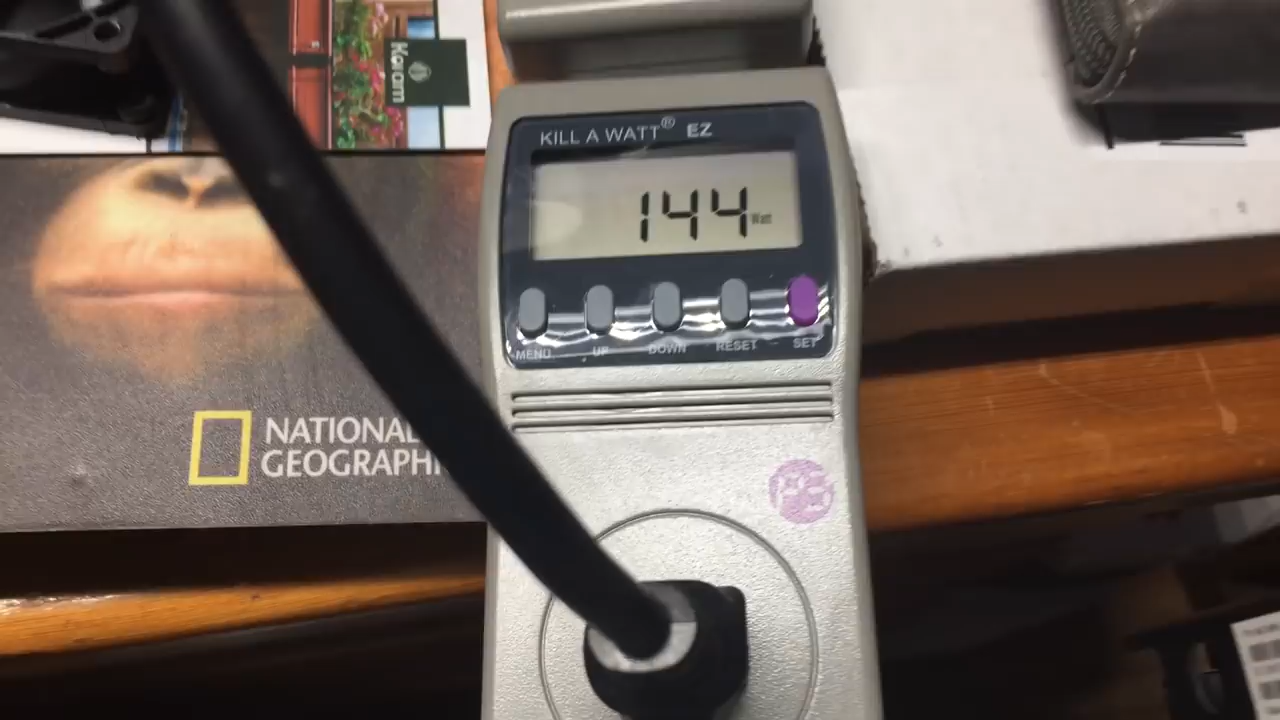 Karam
KILL A WATT® EZ
144 Watt
MENU UP DOWN RESET SET
NATIONAL
GEOGRAPHI